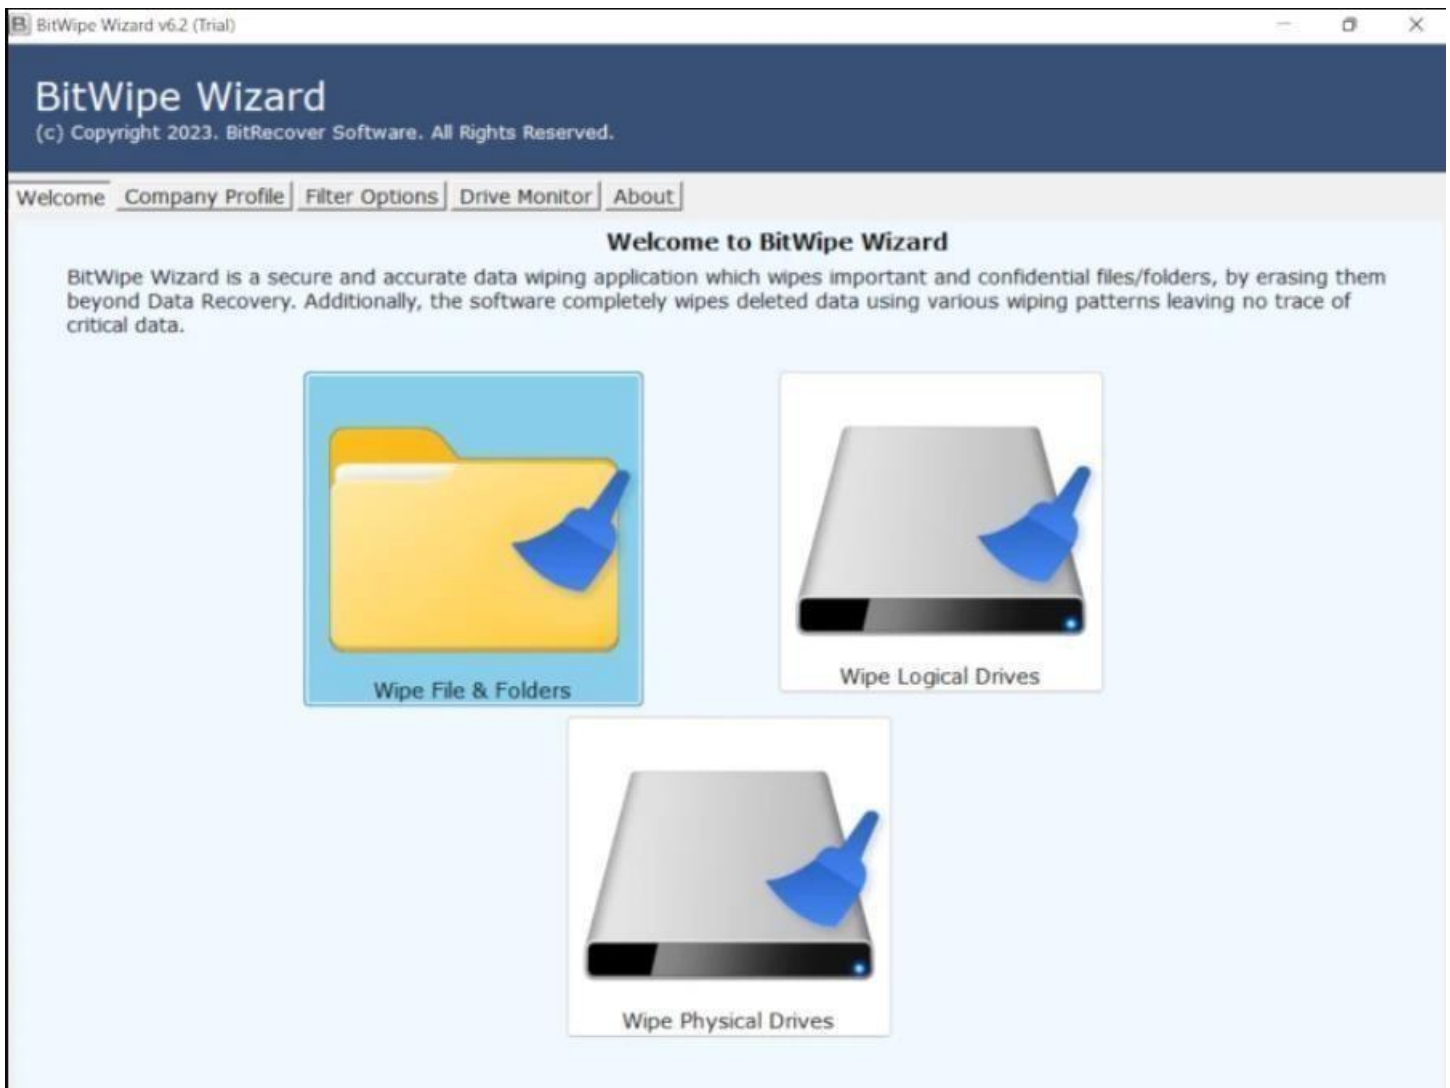 BitWipe Wizard v6.2 (Trial)
BitWipe Wizard
(c) Copyright 2023. BitRecover Software. All Rights Reserved.
Welcome Company Profile Filter Options Drive Monitor About
Welcome to BitWipe Wizard
BitWipe Wizard is a secure and accurate data wiping application which wipes important and confidential files/folders, by erasing them
beyond Data Recovery. Additionally, the software completely wipes deleted data using various wiping patterns leaving no trace of
critical data.
Wipe File & Folders
Wipe Logical Drives
Wipe Physical Drives